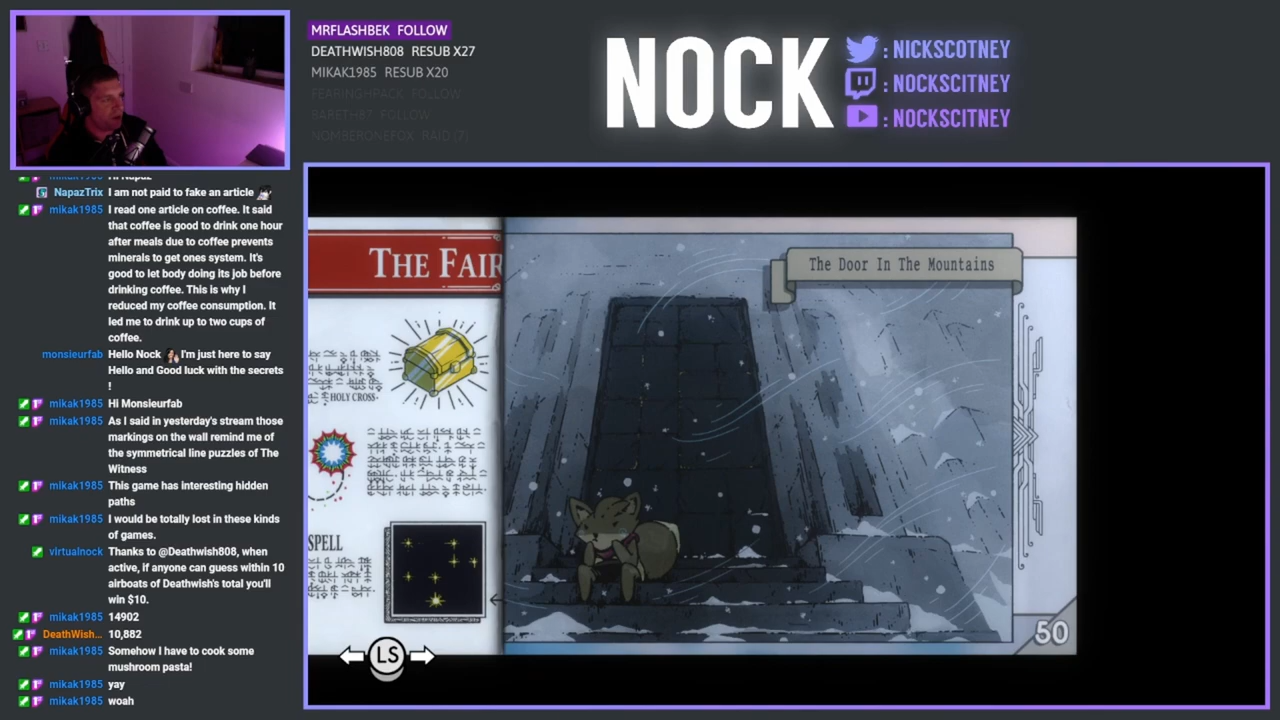 MRFLASHBEK FOLLOW
DEATHWISH808 RESUB X27
MIKAK1985 RESUB X20
FEARINGHPACK FOLLOW
BARETH87 FOLLOW
NOMBERONEFOX RAID (7)
NOCK
: NICKSCOTNEY
: NOCKSCITNEY
: NOCKSCITNEY
NapazTrix I am not paid to fake an article
mikak1985 I read one article on coffee. It said
that coffee is good to drink one hour
after meals due to coffee prevents
minerals to get ones system. It's
good to let body doing its job before
drinking coffee. This is why I
reduced my coffee consumption. It
led me to drink up to two cups of
coffee.
monsieurfab Hello Nock I'm just here to say
Hello and Good luck with the secrets
!
mikak1985 Hi Monsieurfab
mikak1985 As I said in yesterday's stream those
markings on the wall remind me of
the symmetrical line puzzles of The
Witness
mikak1985 This game has interesting hidden
paths
mikak1985 I would be totally lost in these kinds
of games.
virtualnock Thanks to @Deathwish808, when
active, if anyone can guess within 10
airboats of Deathwish's total you'll
win $10.
mikak1985 14902
DeathWish... 10,882
mikak1985 Somehow I have to cook some
mushroom pasta!
mikak1985 yay
mikak1985 woah
THE FAIR
HOLY CROSS
SPELL
The Door In The Mountains
50
LS